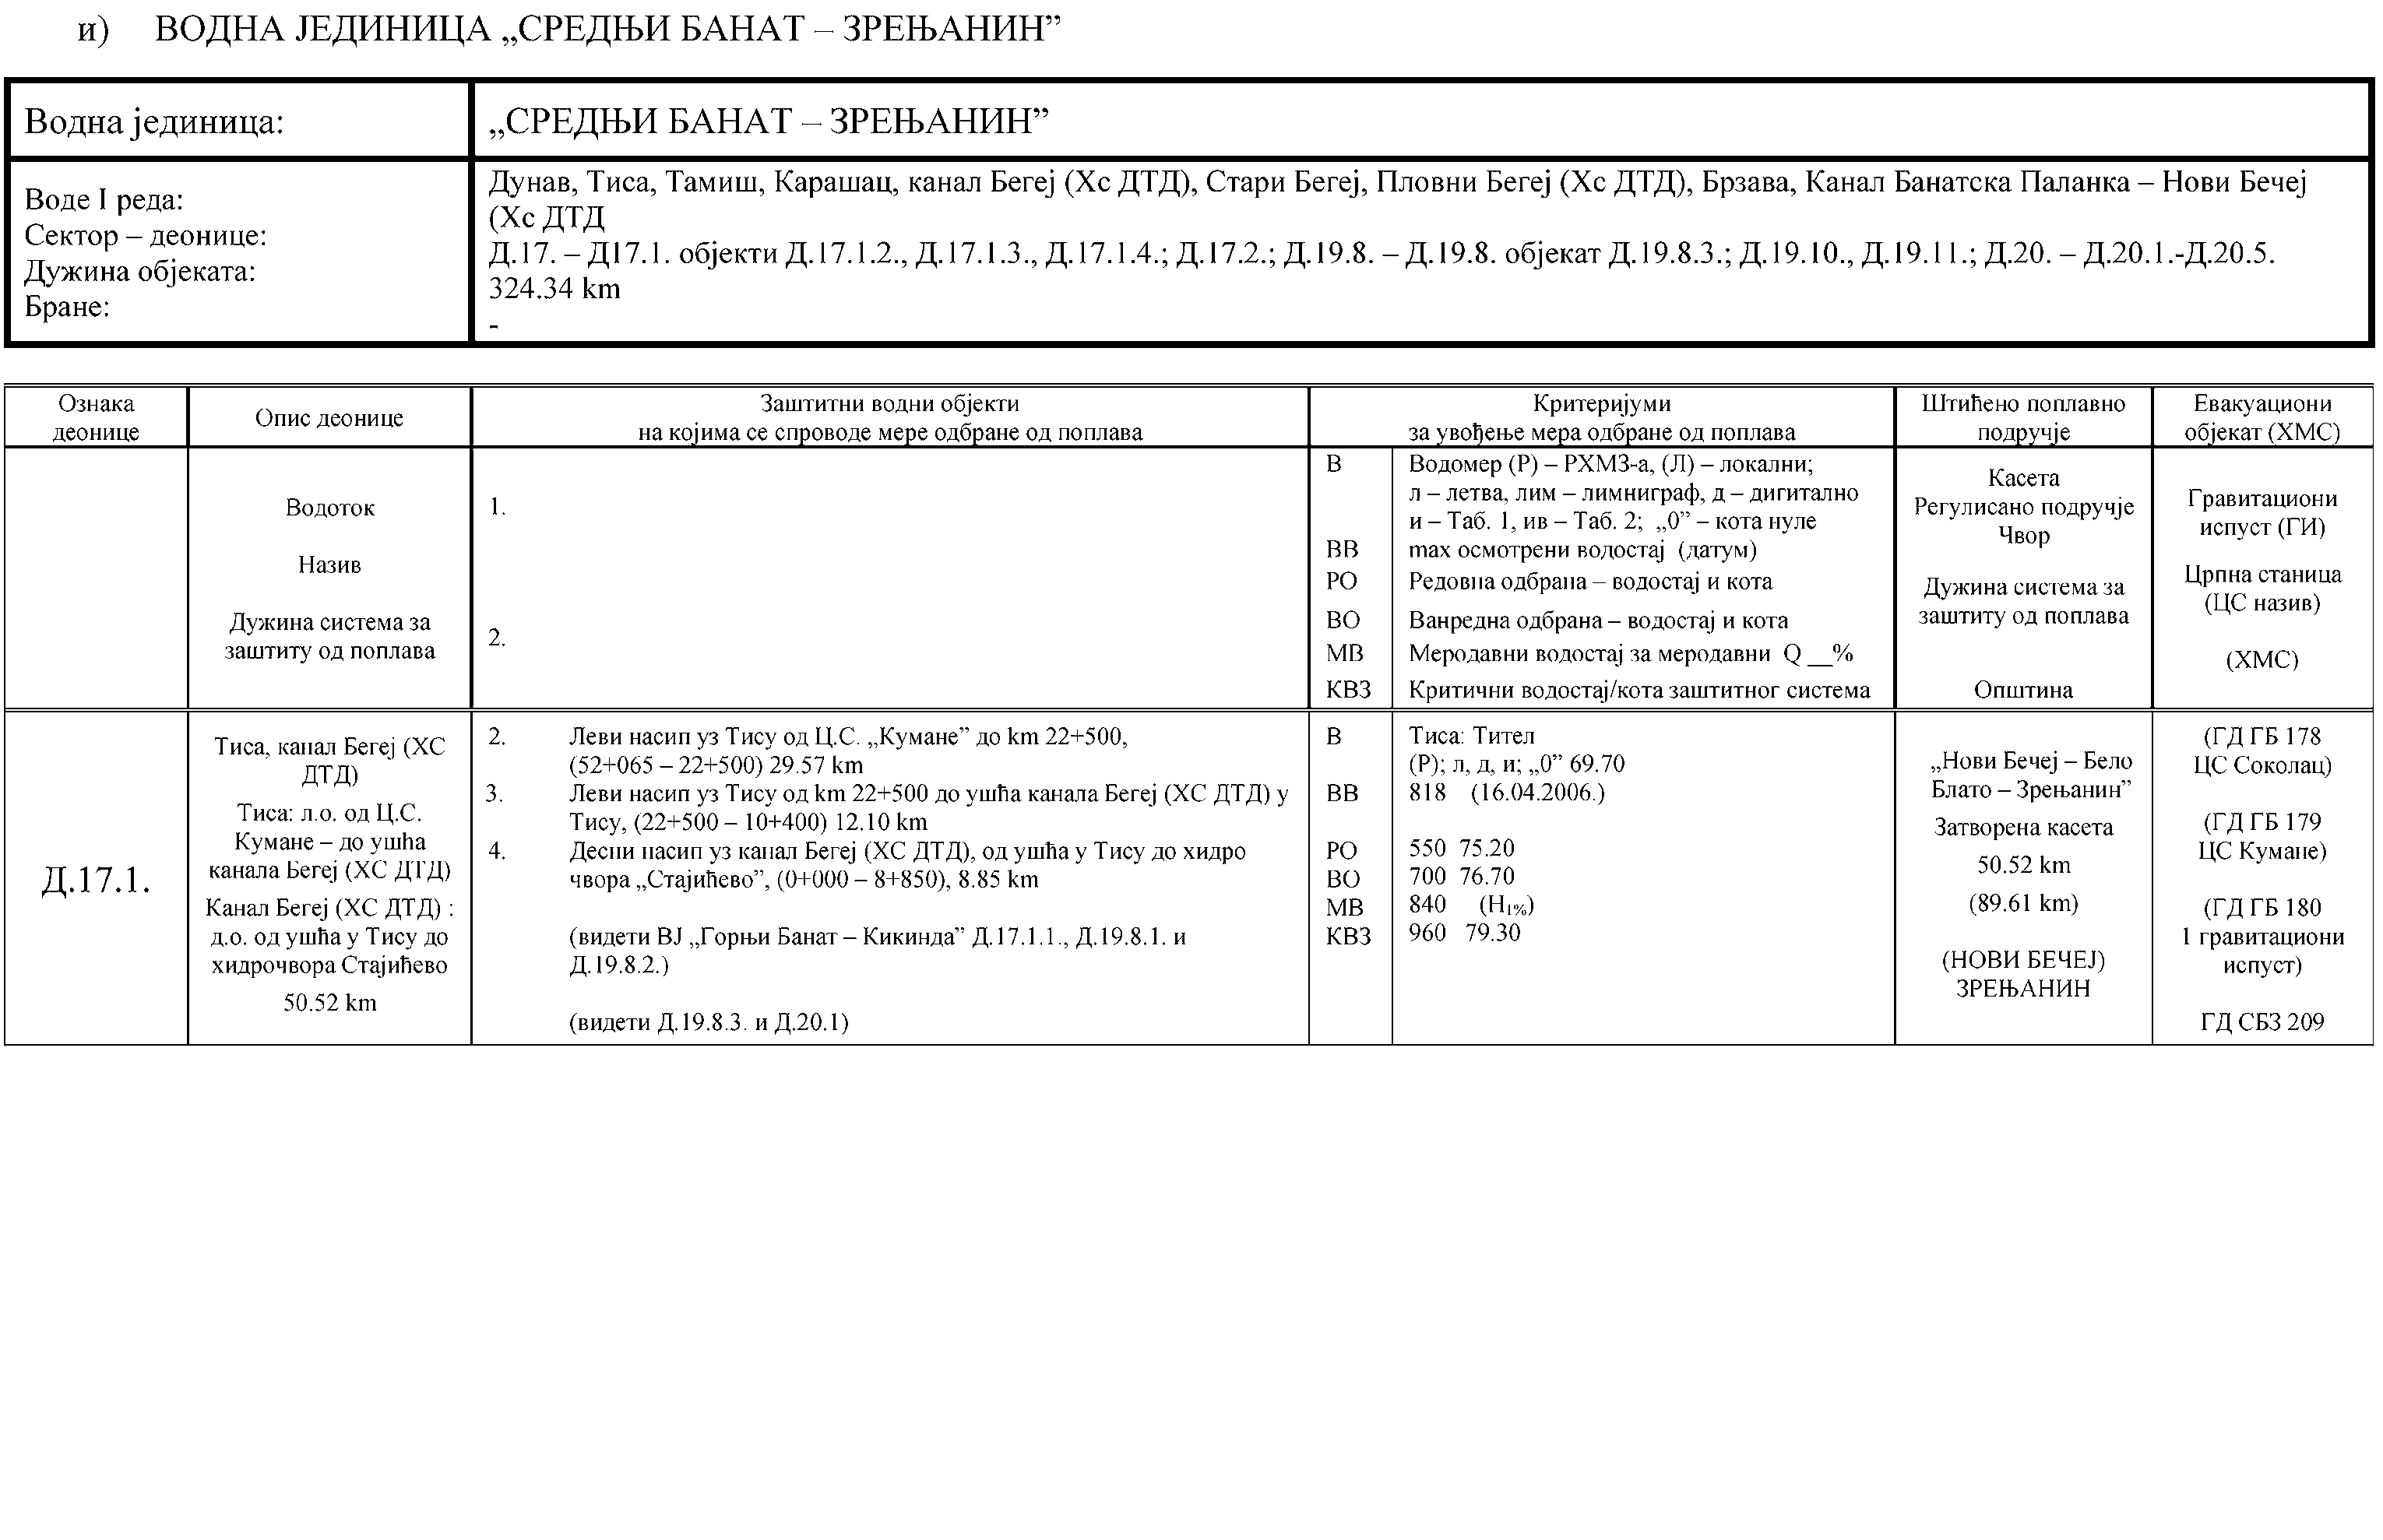 и) ВОДНА ЈЕДИНИЦА „СРЕДЊИ БАНАТ – ЗРЕЊАНИН”
Водна јединица:
„СРЕДЊИ БАНАТ – ЗРЕЊАНИН”
Воде I реда:
Сектор – деонице:
Дужина објеката:
Бране:
Дунав, Тиса, Тамиш, Карашац, канал Бегеј (Хс ДТД), Стари Бегеј, Пловни Бегеј (Хс ДТД), Брзава, Канал Банатска Паланка – Нови Бечеј
(Хс ДТД
Д.17. – Д17.1. објекти Д.17.1.2., Д.17.1.3., Д.17.1.4.; Д.17.2.; Д.19.8. – Д.19.8. објекат Д.19.8.3.; Д.19.10., Д.19.11.; Д.20. – Д.20.1.-Д.20.5.
324.34 km
-
Ознака
деонице
Опис деонице
Заштитни водни објекти
на којима се спроводе мере одбране од поплава
Критеријуми
за увођење мера одбране од поплава
Штићено поплавно
подручје
Евакуациони
објекат (ХМС)
Водоток
Назив
Дужина система за
заштиту од поплава
1.
2.
В Водомер (Р) – РХМЗ-а, (Л) – локални;
л – летва, лим – лимниграф, д – дигитално
и – Таб. 1, ив – Таб. 2; „0” – кота нуле
ВВ max осмотрени водостај (датум)
РО Редовна одбрана – водостај и кота
ВО Ванредна одбрана – водостај и кота
МВ Меродавни водостај за меродавни Q __%
КВЗ Критични водостај/кота заштитног система
Касета
Регулисано подручје
Чвор
Дужина система за
заштиту од поплава
Општина
Гравитациони
испуст (ГИ)
Црпна станица
(ЦС назив)
(ХМС)
Д.17.1.
Тиса, канал Бегеј (ХС
ДТД)
Тиса: л.о. од Ц.С.
Кумане – до ушћа
канала Бегеј (ХС ДТД)
Канал Бегеј (ХС ДТД) :
д.о. од ушћа у Тису до
хидрочвора Стајићево
50.52 km
2. Леви насип уз Тису од Ц.С. „Кумане” до km 22+500,
(52+065 – 22+500) 29.57 km
3. Леви насип уз Тису од km 22+500 до ушћа канала Бегеј (ХС ДТД) у
Тису, (22+500 – 10+400) 12.10 km
4. Десни насип уз канал Бегеј (ХС ДТД), од ушћа у Тису до хидро
чвора „Стајићево”, (0+000 – 8+850), 8.85 km
(видети ВЈ „Горњи Банат – Кикинда” Д.17.1.1., Д.19.8.1. и
Д.19.8.2.)
(видети Д.19.8.3. и Д.20.1)
В Тиса: Тител
(Р); л, д, и; „0” 69.70
ВВ 818 (16.04.2006.)
РО 550 75.20
ВО 700 76.70
МВ 840 (H1%)
КВЗ 960 79.30
„Нови Бечеј – Бело
Блато – Зрењанин”
Затворена касета
50.52 km
(89.61 km)
(НОВИ БЕЧЕЈ)
ЗРЕЊАНИН
(ГД ГБ 178
ЦС Соколац)
(ГД ГБ 179
ЦС Кумане)
(ГД ГБ 180
1 гравитациони
испуст)
ГД СБЗ 209